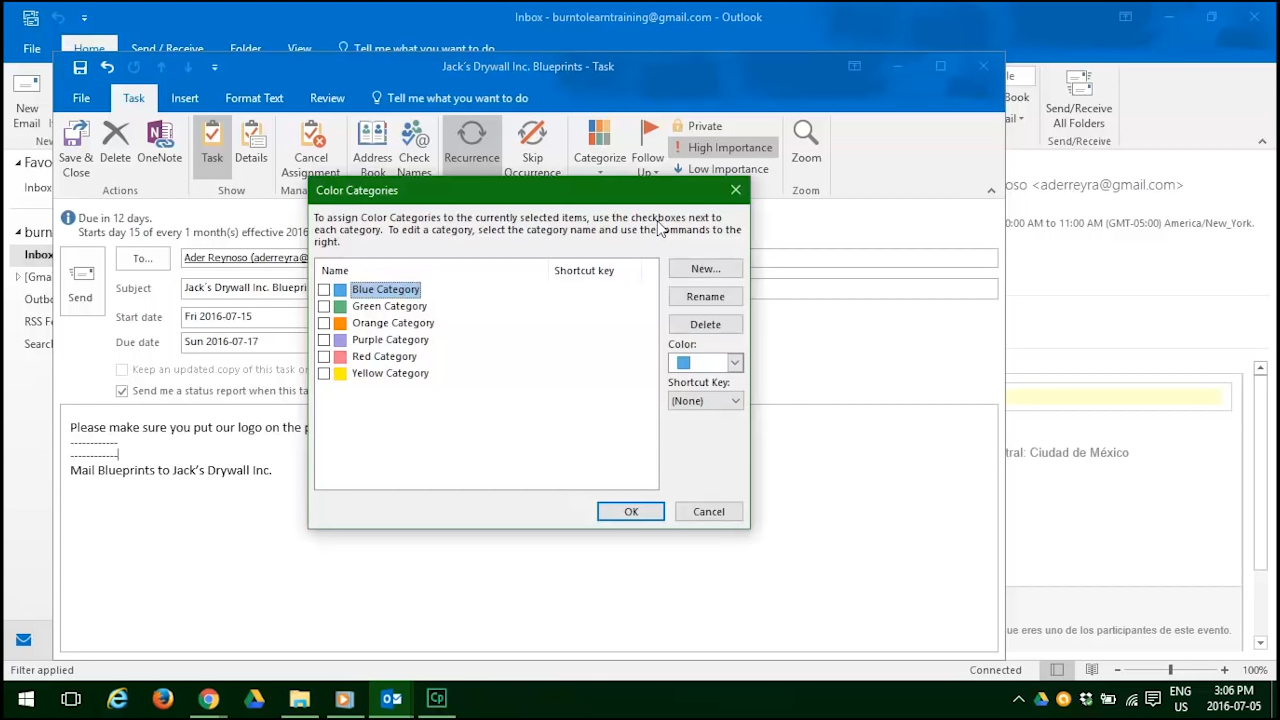 Inbox - burntolearntraining@gmail.com - Outlook
File Home Send / Receive Folder View Tell me what you want to do
Jack´s Drywall Inc. Blueprints - Task
File Task Insert Format Text Review Tell me what you want to do
New
Email
Save &
Close
Delete
OneNote
Actions
Task
Details
Show
Cancel
Assignment
Address
Book
Check
Names
Recurrence
Skip
Occurrence
Categorize
Follow
Up
Private
High Importance
Low Importance
Zoom
Zoom
Send/Receive
All Folders
Send/Receive
Inbox
Inbox
[Gma
RSS F
Searc
Due in 12 days.
Starts day 15 of every 1 month(s) effective 2016
To...
Ader Reynoso (aderreyra@
Send
Subject
Jack´s Drywall Inc. Bluepri
Start date
Fri 2016-07-15
Due date
Sun 2016-07-17
Keep an updated copy of this task or
Send me a status report when this ta
Please make sure you put our logo on the p
------------
------------
Mail Blueprints to Jack’s Drywall Inc.
Color Categories
To assign Color Categories to the currently selected items, use the checkboxes next to
each category. To edit a category, select the category name and use the commands to the
right.
Name Shortcut key
Blue Category
Green Category
Orange Category
Purple Category
Red Category
Yellow Category
New...
Rename
Delete
Color:
Shortcut Key:
(None)
OK Cancel
noso <aderreyra@gmail.com>
00 to 11:00 AM (GMT-05:00) America/New_York.
tral: Ciudad de México
ue eres uno de los participantes de este evento.
Filter applied
Connected
100%
ENG
US
3:06 PM
2016-07-05